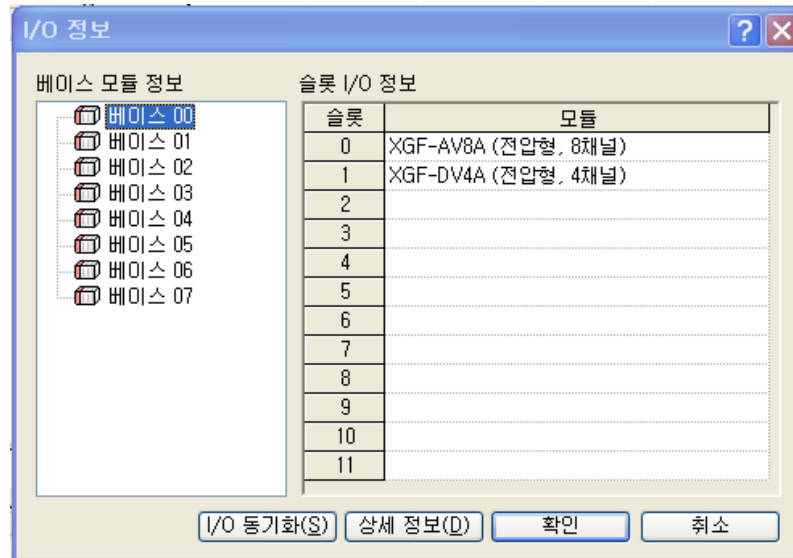 I/O 정보
베이스 모듈 정보
베이스 00
베이스 01
베이스 02
베이스 03
베이스 04
베이스 05
베이스 06
베이스 07
슬롯 I/O 정보
슬롯 모듈
0 XGF-AV8A (전압형, 8채널)
1 XGF-DV4A (전압형, 4채널)
2
3
4
5
6
7
8
9
10
11
I/O 동기화(S) 상세 정보(D) 확인 취소